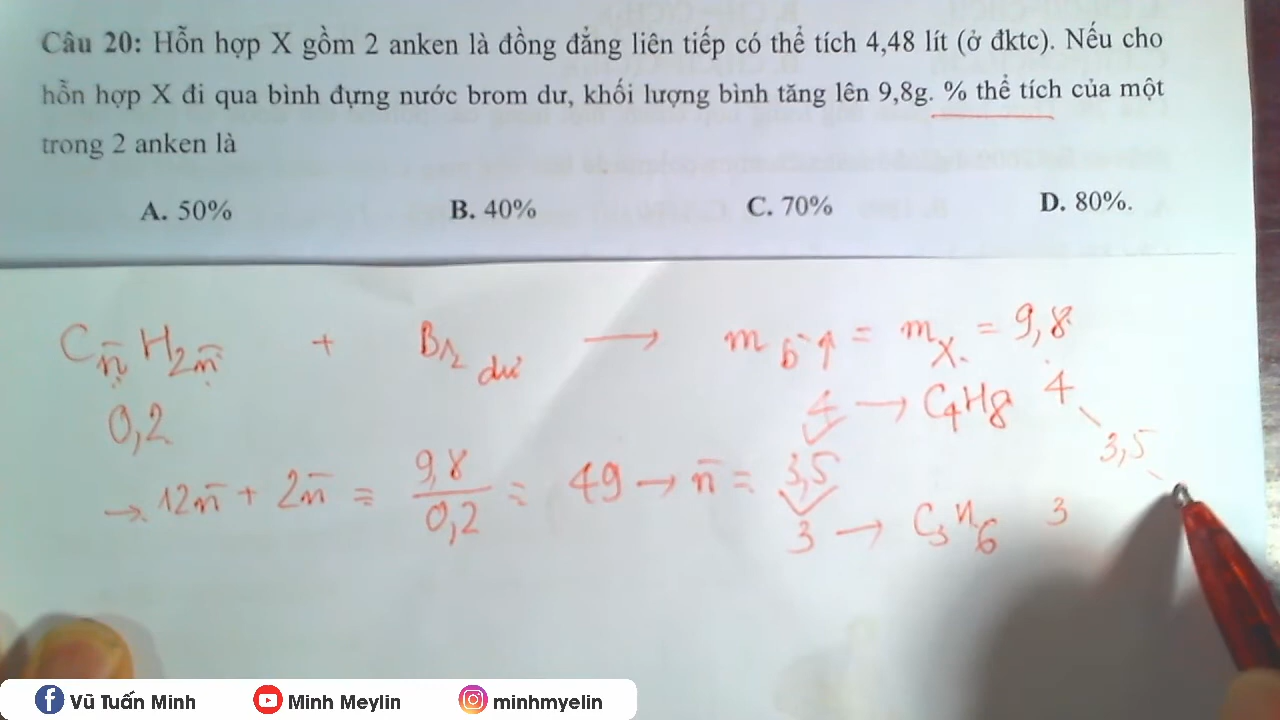 Câu 20: Hỗn hợp X gồm 2 anken là đồng đẳng liên tiếp có thể tích 4,48 lít (ở đktc). Nếu cho
hỗn hợp X đi qua bình đựng nước brom dư, khối lượng bình tăng lên 9,8g. % thể tích của một
trong 2 anken là
A. 50% B. 40% C. 70% D. 80%.
Cn̄H2n̄ + Br2 dư → m b ↑ = mX = 9,8
0,2
4 → C4H8 4
3,5
→ 12n̄ + 2n̄ = 9,8/0,2 = 49 → n̄ = 3,5
3 → C3H6 3
Vũ Tuấn Minh Minh Meylin minhmyelin